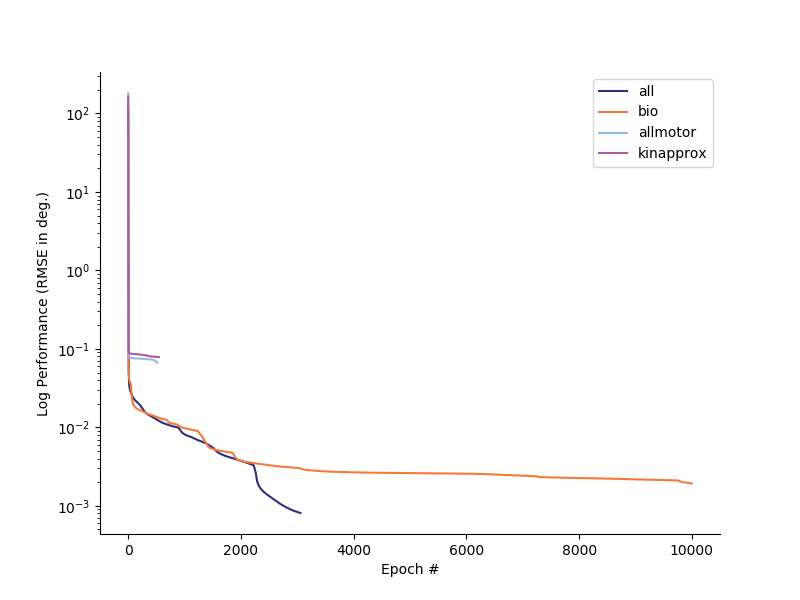 all
bio
allmotor
kinapprox
10²
10¹
10⁰
10⁻¹
10⁻²
10⁻³
Log Performance (RMSE in deg.)
0 2000 4000 6000 8000 10000
Epoch #